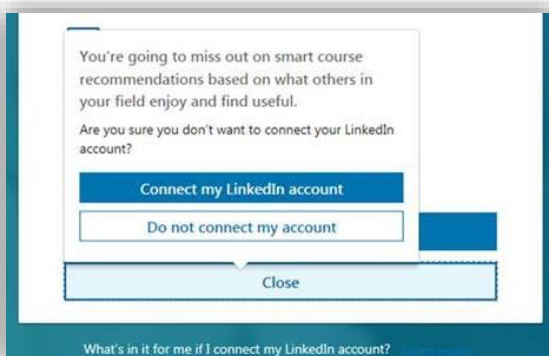 You're going to miss out on smart course
recommendations based on what others in
your field enjoy and find useful.
Are you sure you don't want to connect your LinkedIn
account?
Connect my LinkedIn account
Do not connect my account
Close
What's in it for me if I connect my LinkedIn account?